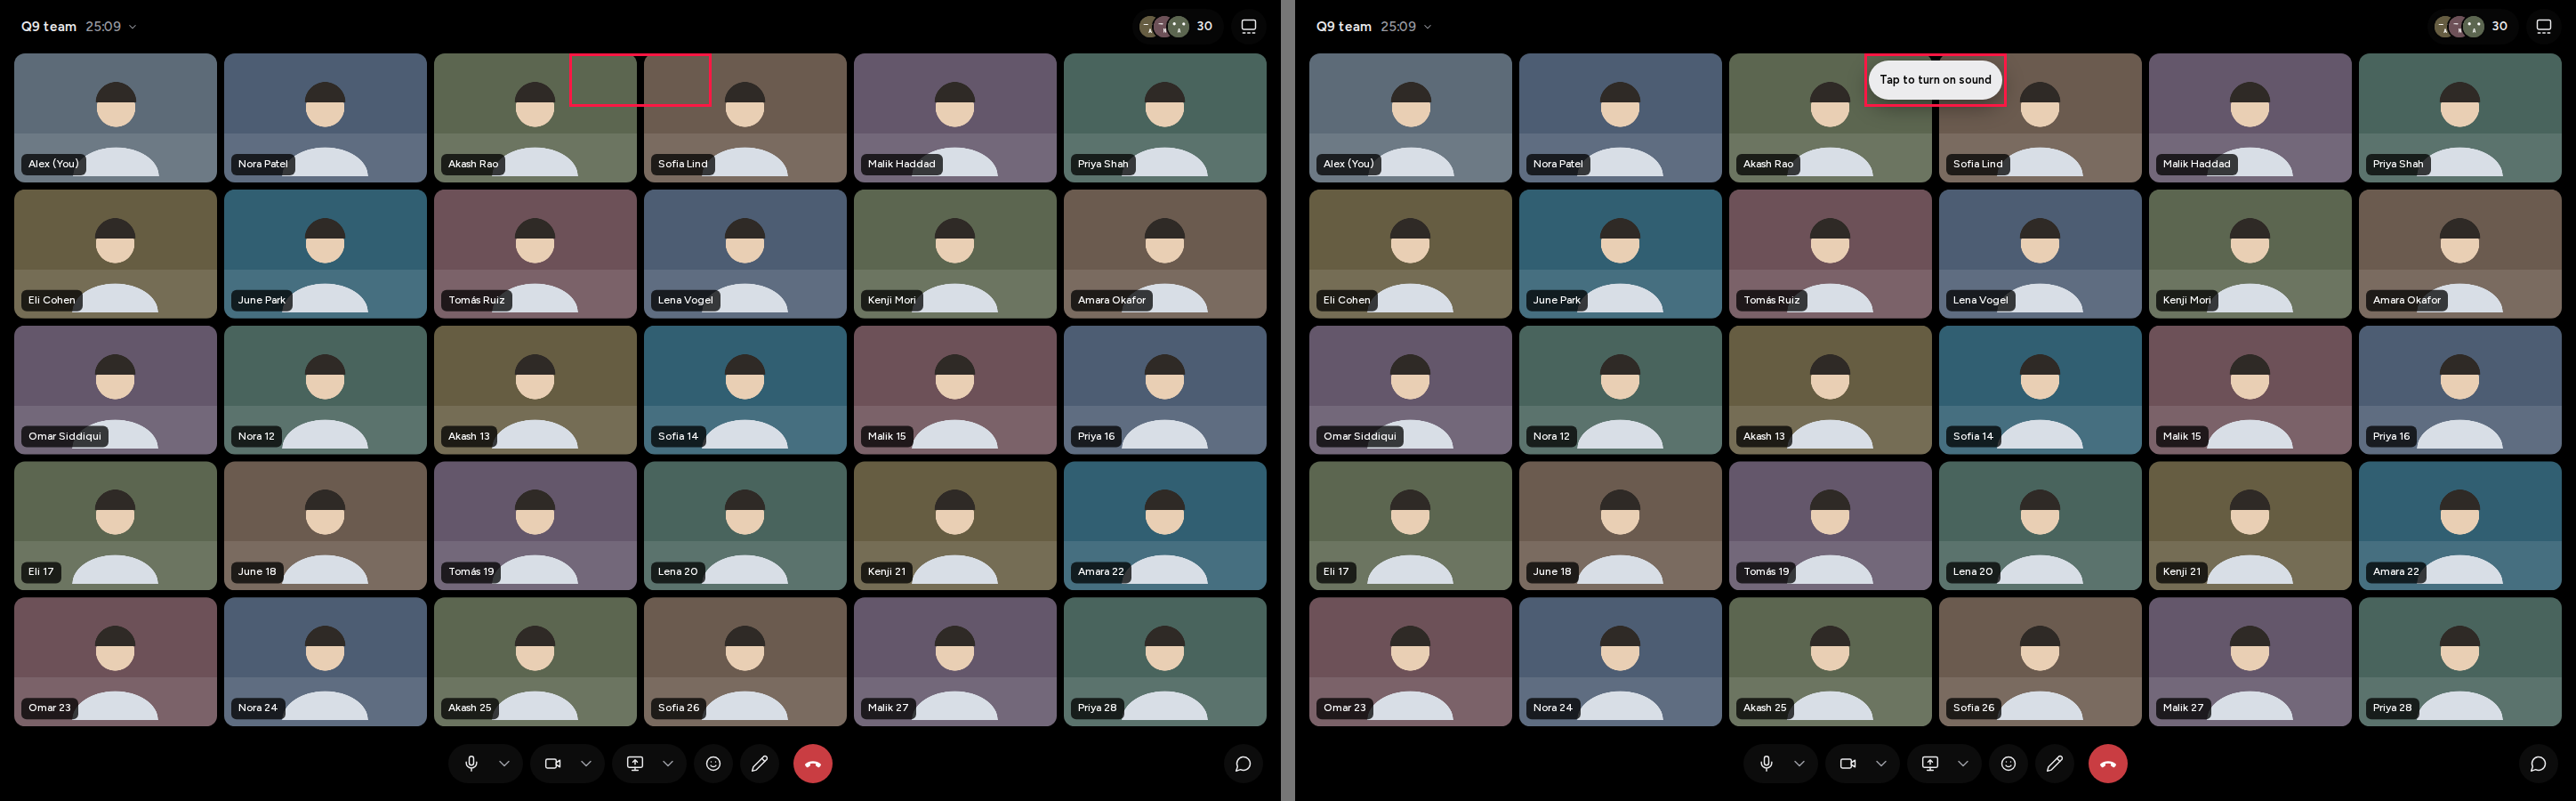 Q9 team 25:09
30
Alex (You) Nora Patel Akash Rao Sofia Lind Malik Haddad Priya Shah
Eli Cohen June Park Tomás Ruiz Lena Vogel Kenji Mori Amara Okafor
Omar Siddiqui Nora 12 Akash 13 Sofia 14 Malik 15 Priya 16
Eli 17 June 18 Tomás 19 Lena 20 Kenji 21 Amara 22
Omar 23 Nora 24 Akash 25 Sofia 26 Malik 27 Priya 28
Q9 team 25:09
30
Tap to turn on sound
Alex (You) Nora Patel Akash Rao Sofia Lind Malik Haddad Priya Shah
Eli Cohen June Park Tomás Ruiz Lena Vogel Kenji Mori Amara Okafor
Omar Siddiqui Nora 12 Akash 13 Sofia 14 Malik 15 Priya 16
Eli 17 June 18 Tomás 19 Lena 20 Kenji 21 Amara 22
Omar 23 Nora 24 Akash 25 Sofia 26 Malik 27 Priya 28